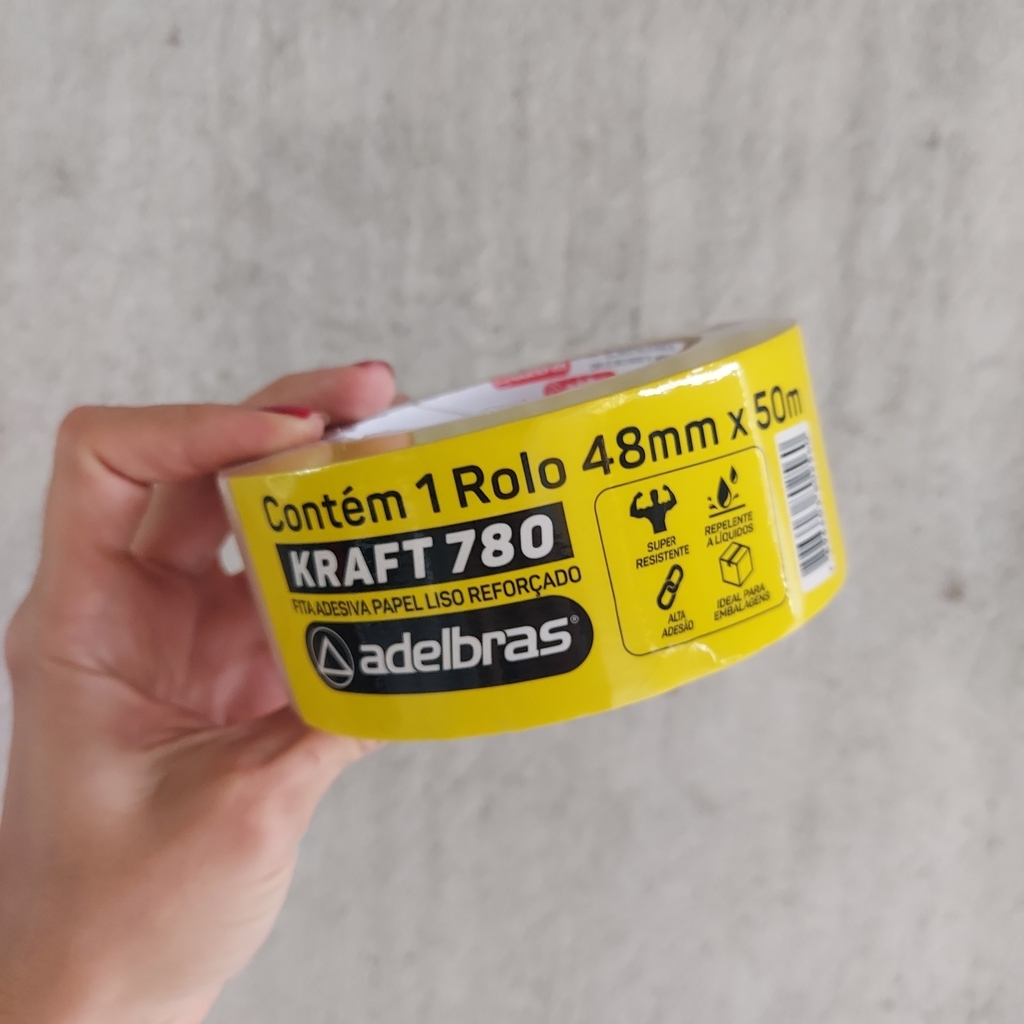 Contém 1 Rolo 48mm x 50m
KRAFT 780
FITA ADESIVA PAPEL LISO REFORÇADO
adelbras®
SUPER
RESISTENTE
REPELENTE
A LÍQUIDOS
ALTA
ADESÃO
IDEAL PARA
EMBALAGENS